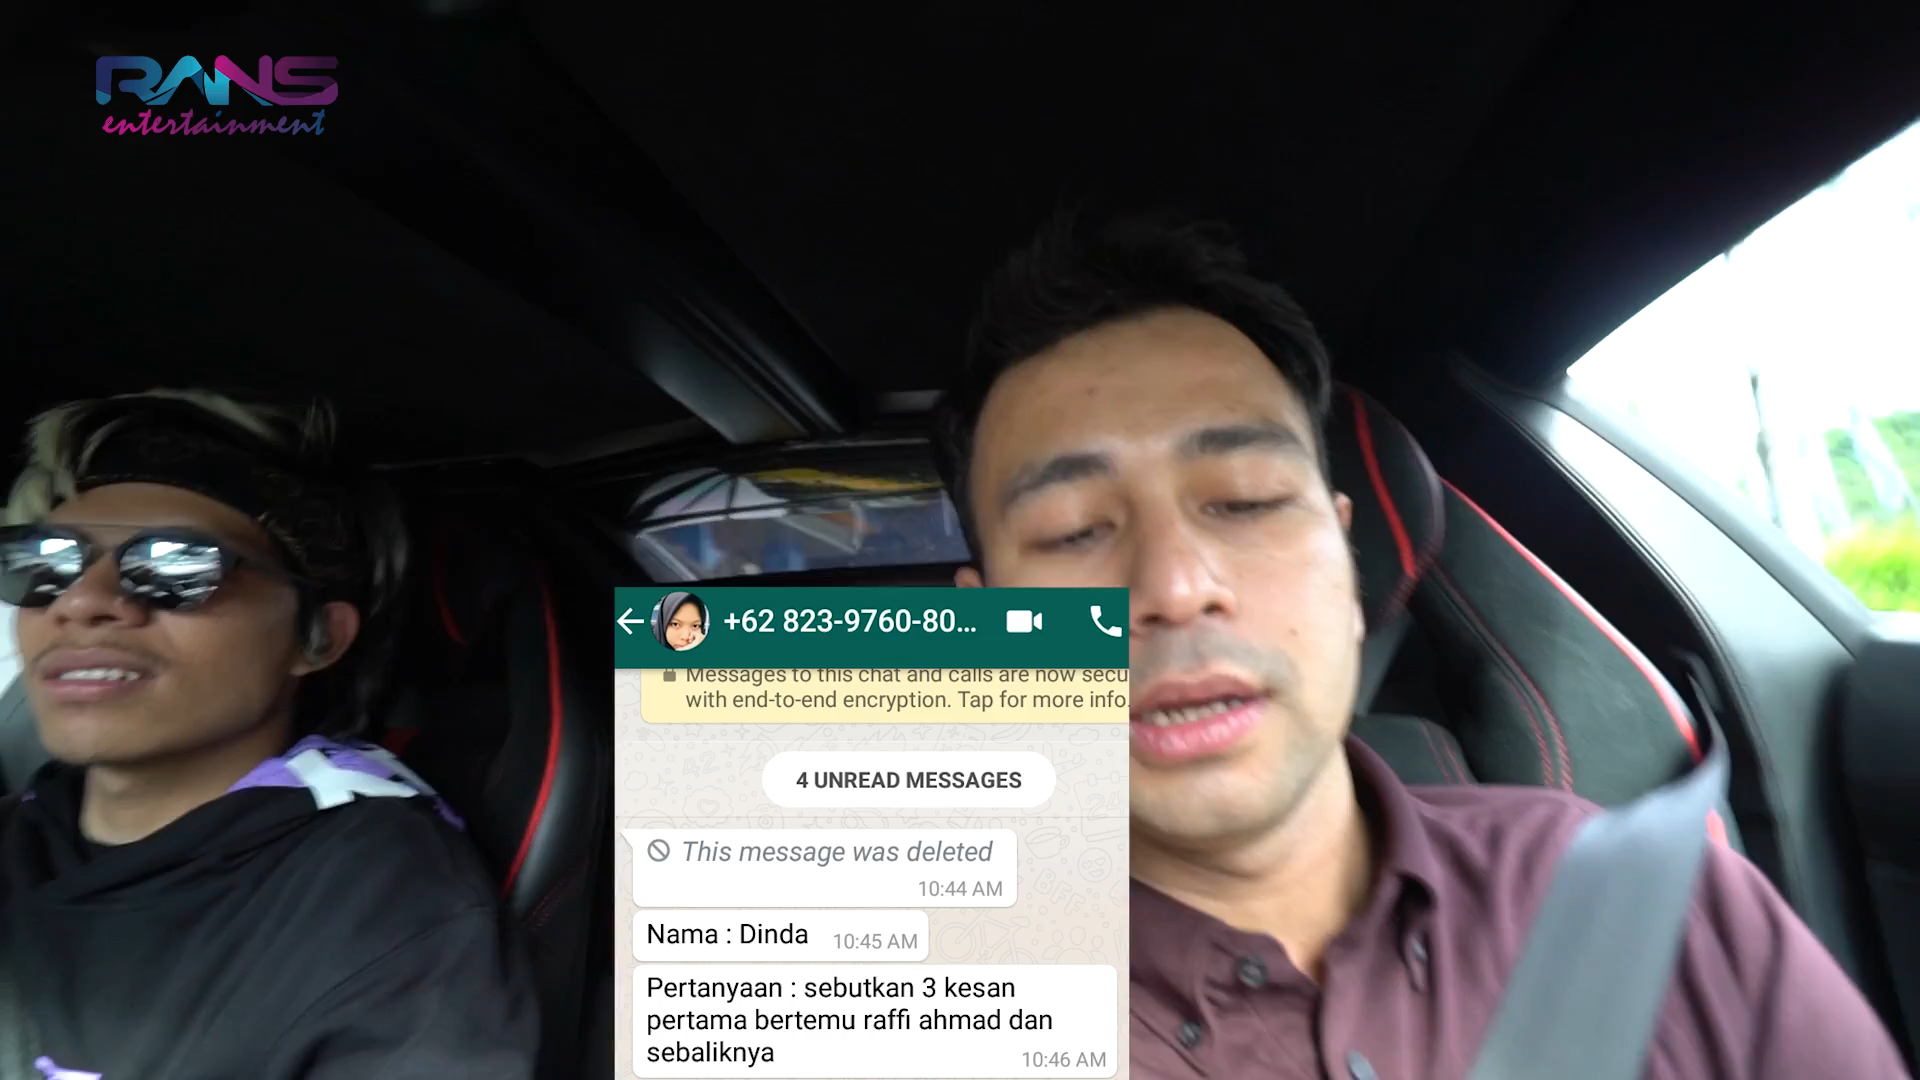 RANS
entertainment
+62 823-9760-80...
Messages to this chat and calls are now secu
with end-to-end encryption. Tap for more info.
4 UNREAD MESSAGES
This message was deleted
10:44 AM
Nama : Dinda 10:45 AM
Pertanyaan : sebutkan 3 kesan
pertama bertemu raffi ahmad dan
sebaliknya 10:46 AM